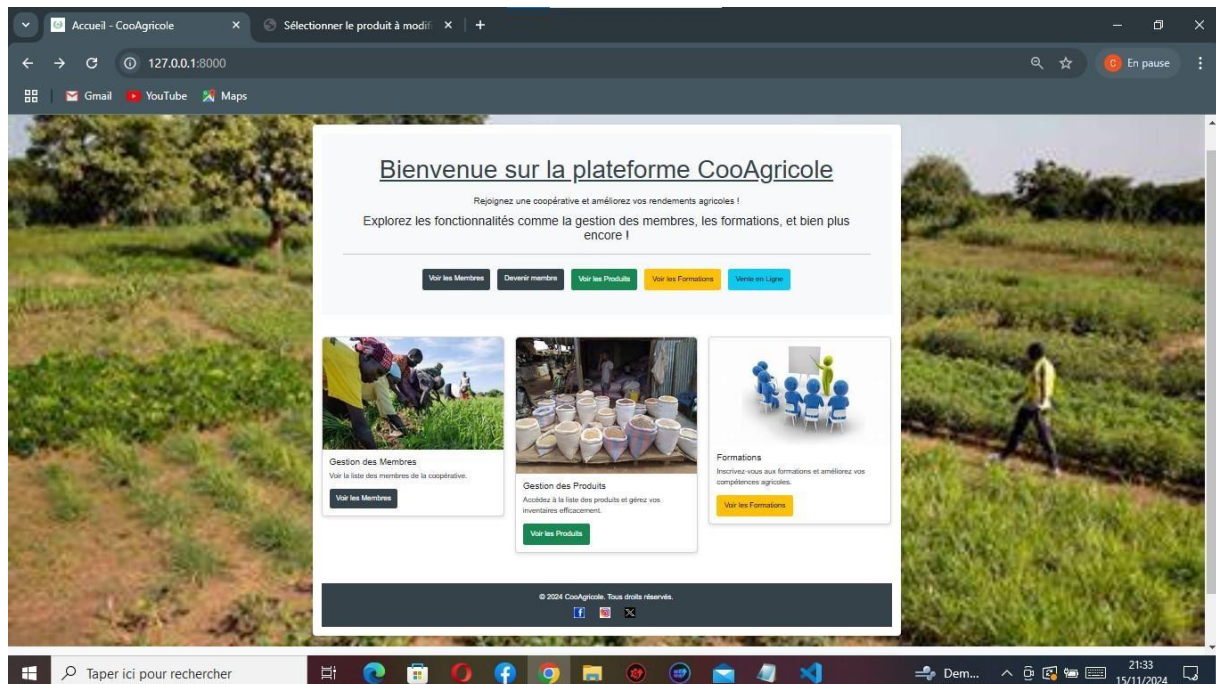 Accueil - CooAgricole
Sélectionner le produit à modifi
127.0.0.1:8000
En pause
Gmail
YouTube
Maps
Bienvenue sur la plateforme CooAgricole
Rejoignez une coopérative et améliorez vos rendements agricoles !
Explorez les fonctionnalités comme la gestion des membres, les formations, et bien plus
encore !
Voir les Membres
Devenir membre
Voir les Produits
Voir les Formations
Vente en Ligne
Gestion des Membres
Voir la liste des membres de la coopérative.
Voir les Membres
Gestion des Produits
Accédez à la liste des produits et gérez vos
inventaires efficacement.
Voir les Produits
Formations
Inscrivez-vous aux formations et améliorez vos
compétences agricoles.
Voir les Formations
© 2024 CooAgricole. Tous droits réservés.
Taper ici pour rechercher
Dem...
21:33
15/11/2024